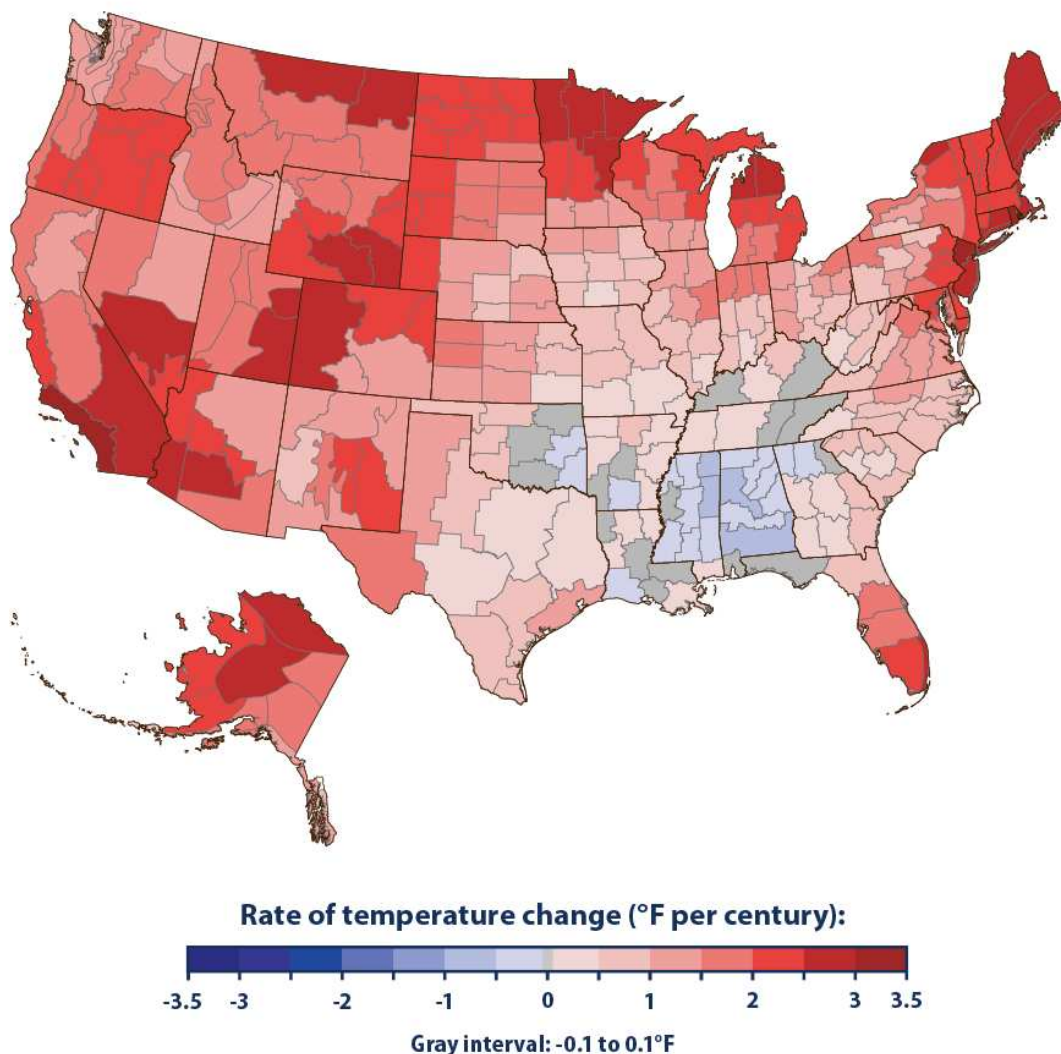 Rate of temperature change (°F per century):
-3.5 -3 -2 -1 0 1 2 3 3.5
Gray interval: -0.1 to 0.1°F